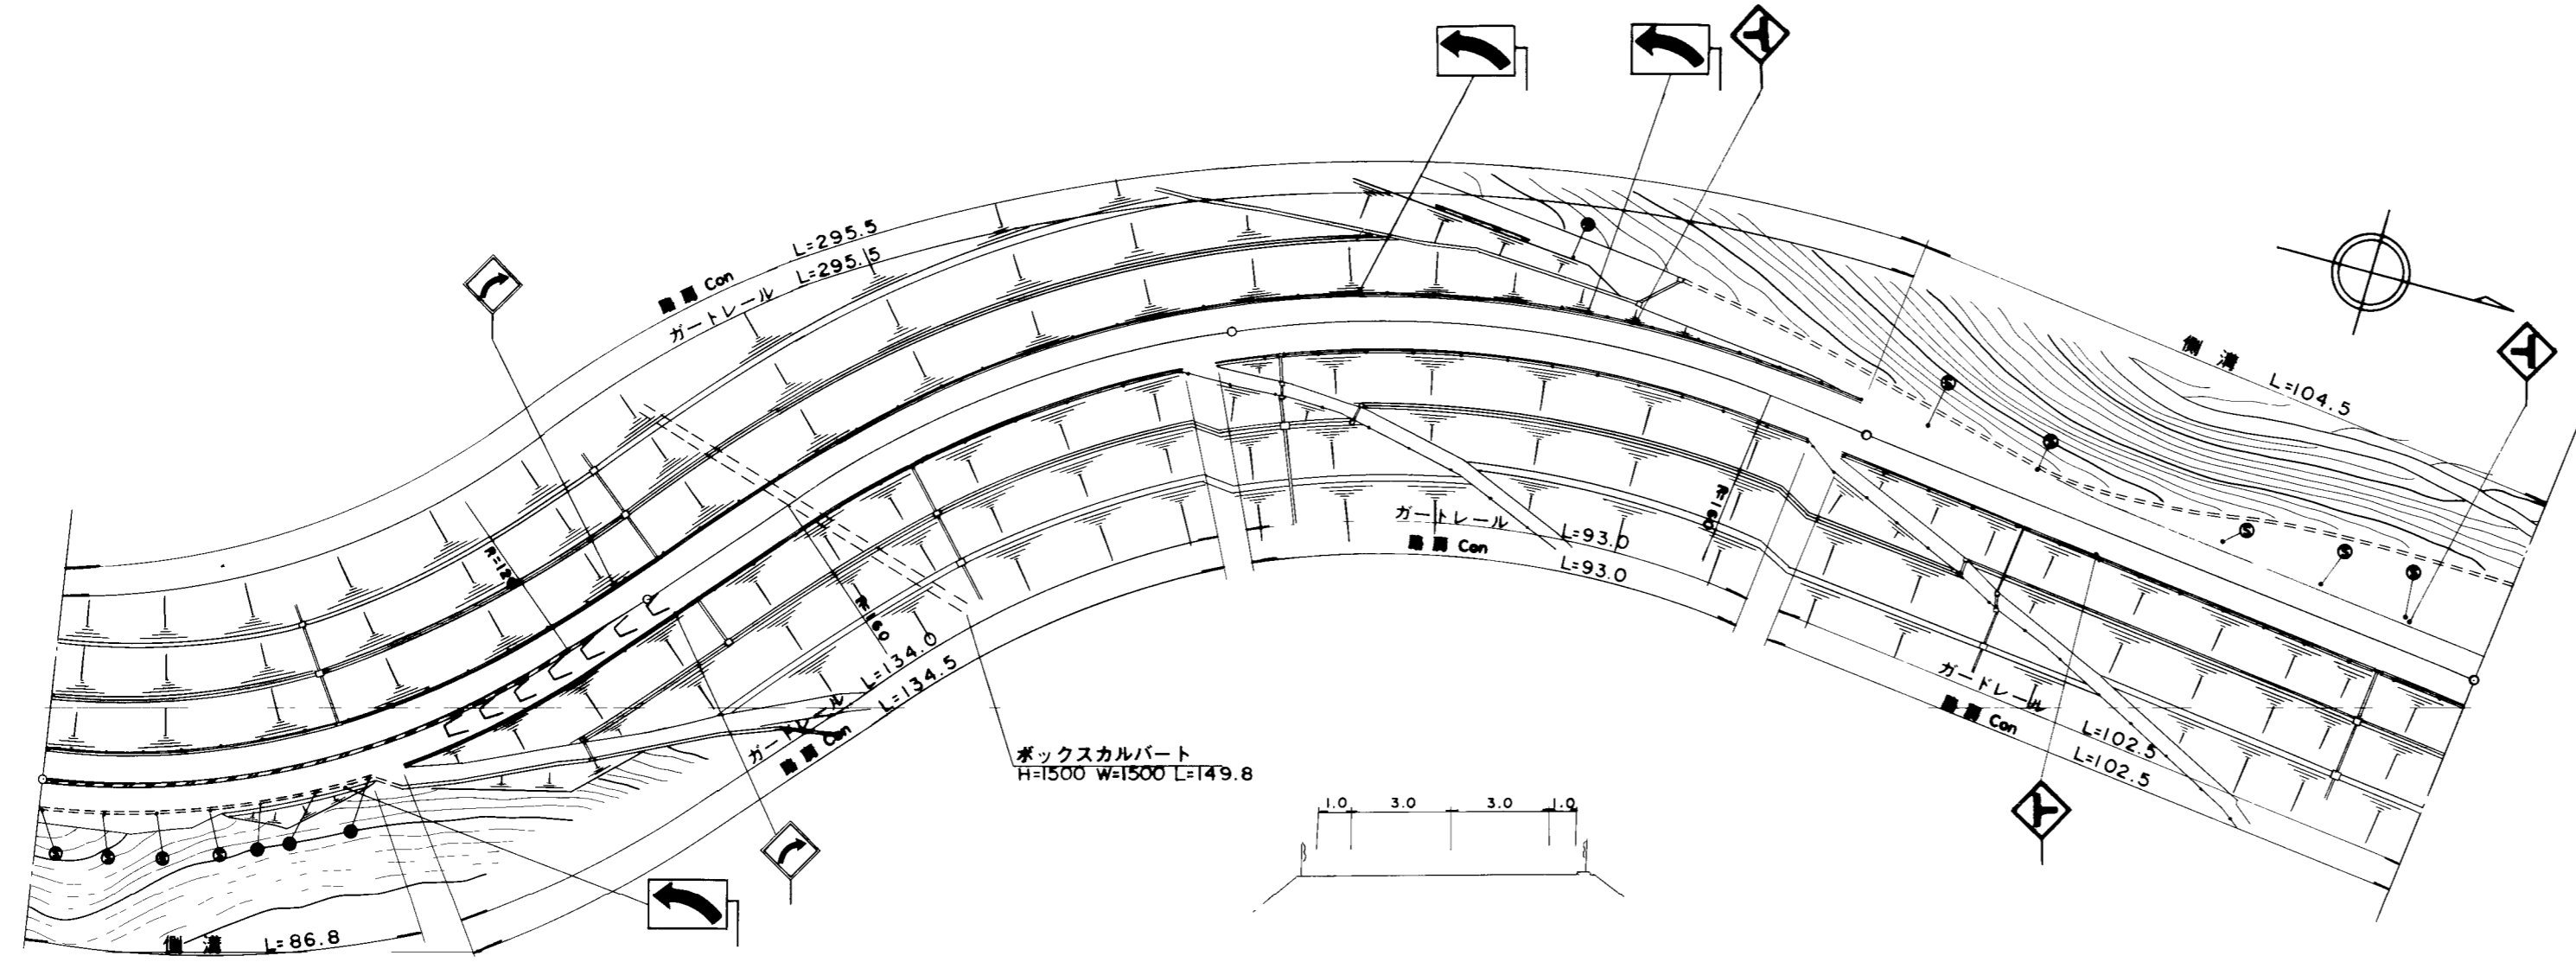 路肩 Con L=295.5
ガートレール L=295.5
側溝 L=104.5
R=160
ガートレール L=93.0
路肩 Con L=93.0
R=160
ガートレール L=134.0
路肩 Con L=134.5
ボックスカルバート
H=1500 W=1500 L=149.8
ガードレール L=102.5
路肩 Con L=102.5
1.0 3.0 3.0 1.0
側溝 L=86.8